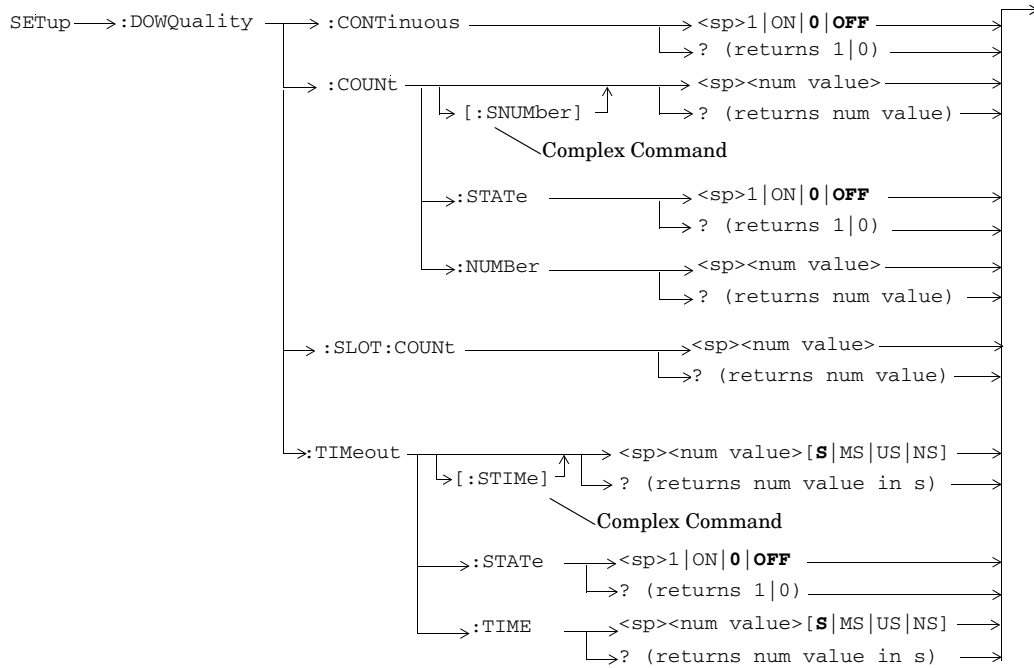 SETup :DOWQuality :CONTinuous <sp>1|ON|0|OFF
? (returns 1|0)
:COUNt <sp><num value>
[:SNUMber] ? (returns num value)
Complex Command
:STATe <sp>1|ON|0|OFF
? (returns 1|0)
:NUMBer <sp><num value>
? (returns num value)
:SLOT:COUNt <sp><num value>
? (returns num value)
:TIMeout <sp><num value>[S|MS|US|NS]
[:STIMe] ? (returns num value in s)
Complex Command
:STATe <sp>1|ON|0|OFF
? (returns 1|0)
:TIME <sp><num value>[S|MS|US|NS]
? (returns num value in s)